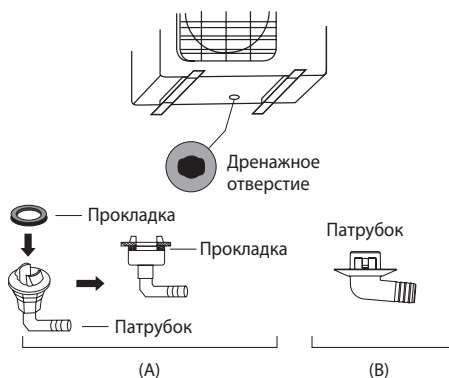 Дренажное
отверстие
Прокладка
Прокладка
Патрубок
Патрубок
(A)
(B)